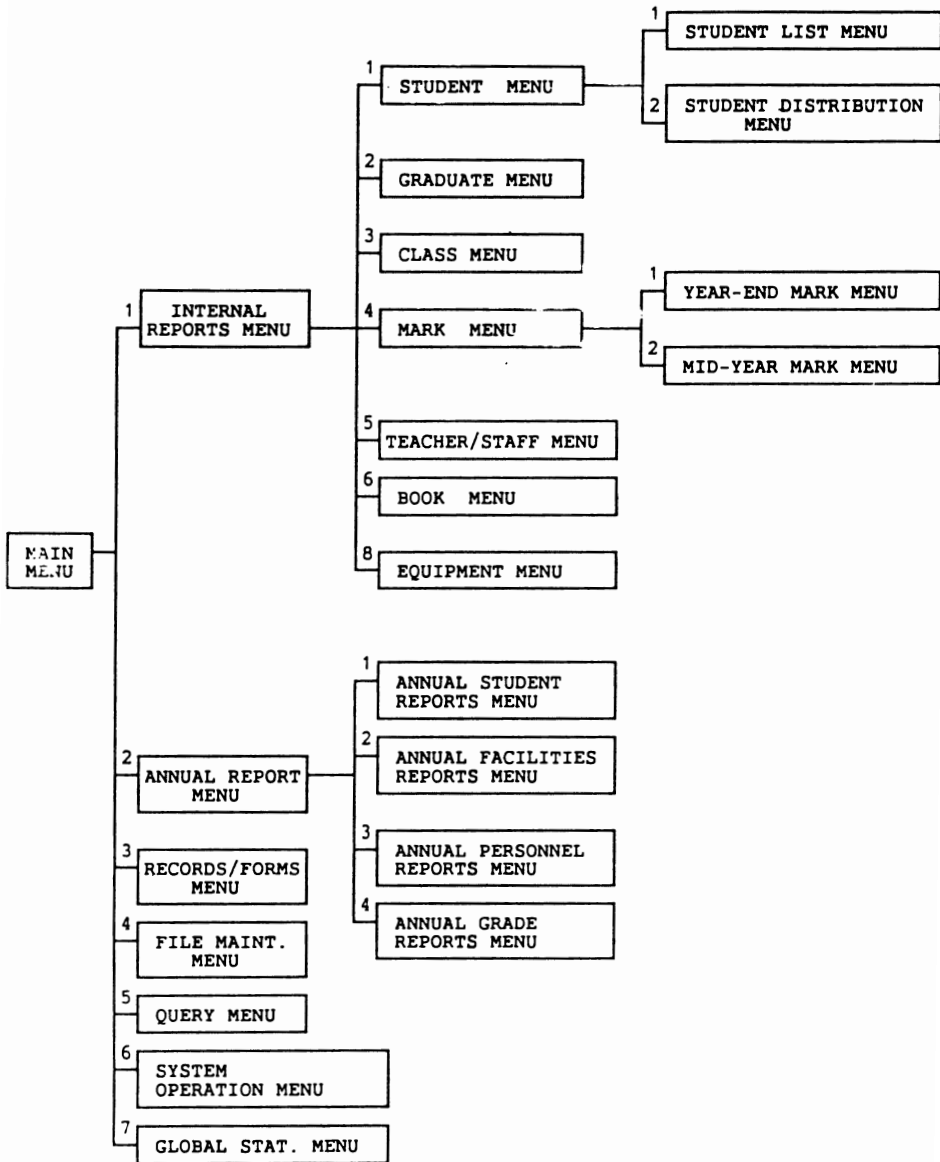 1
STUDENT LIST MENU
1
STUDENT MENU
2
STUDENT DISTRIBUTION
MENU
2
GRADUATE MENU
3
CLASS MENU
1
YEAR-END MARK MENU
1
INTERNAL
REPORTS MENU
4
MARK MENU
2
MID-YEAR MARK MENU
5
TEACHER/STAFF MENU
6
BOOK MENU
MAIN
MENU
8
EQUIPMENT MENU
1
ANNUAL STUDENT
REPORTS MENU
2
ANNUAL REPORT
MENU
2
ANNUAL FACILITIES
REPORTS MENU
3
ANNUAL PERSONNEL
REPORTS MENU
3
RECORDS/FORMS
MENU
4
ANNUAL GRADE
REPORTS MENU
4
FILE MAINT.
MENU
5
QUERY MENU
6
SYSTEM
OPERATION MENU
7
GLOBAL STAT. MENU